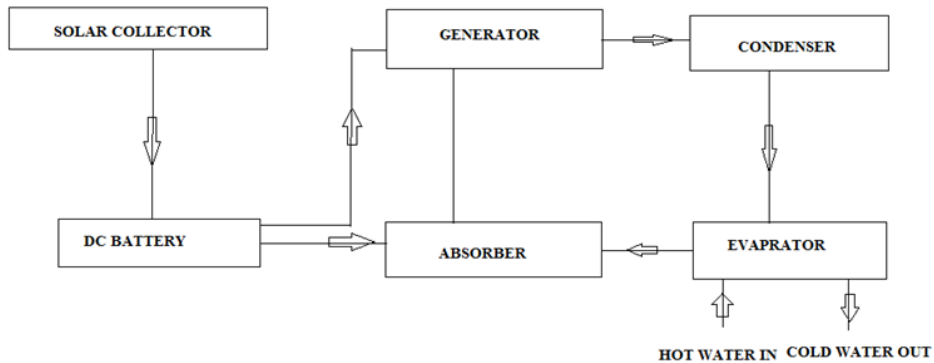 SOLAR COLLECTOR
GENERATOR
CONDENSER
DC BATTERY
ABSORBER
EVAPRATOR
HOT WATER IN
COLD WATER OUT